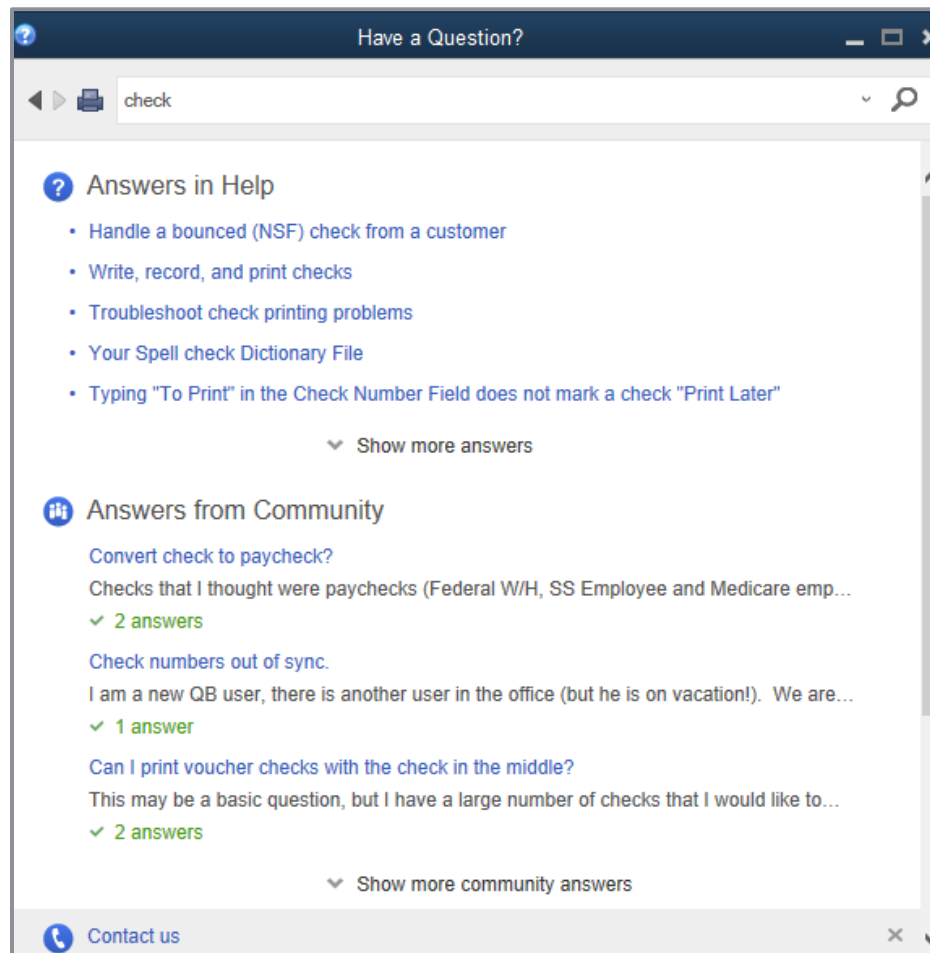 Have a Question?
check
Answers in Help
• Handle a bounced (NSF) check from a customer
• Write, record, and print checks
• Troubleshoot check printing problems
• Your Spell check Dictionary File
• Typing "To Print" in the Check Number Field does not mark a check "Print Later"
Show more answers
Answers from Community
Convert check to paycheck?
Checks that I thought were paychecks (Federal W/H, SS Employee and Medicare emp...
2 answers
Check numbers out of sync.
I am a new QB user, there is another user in the office (but he is on vacation!).  We are...
1 answer
Can I print voucher checks with the check in the middle?
This may be a basic question, but I have a large number of checks that I would like to...
2 answers
Show more community answers
Contact us